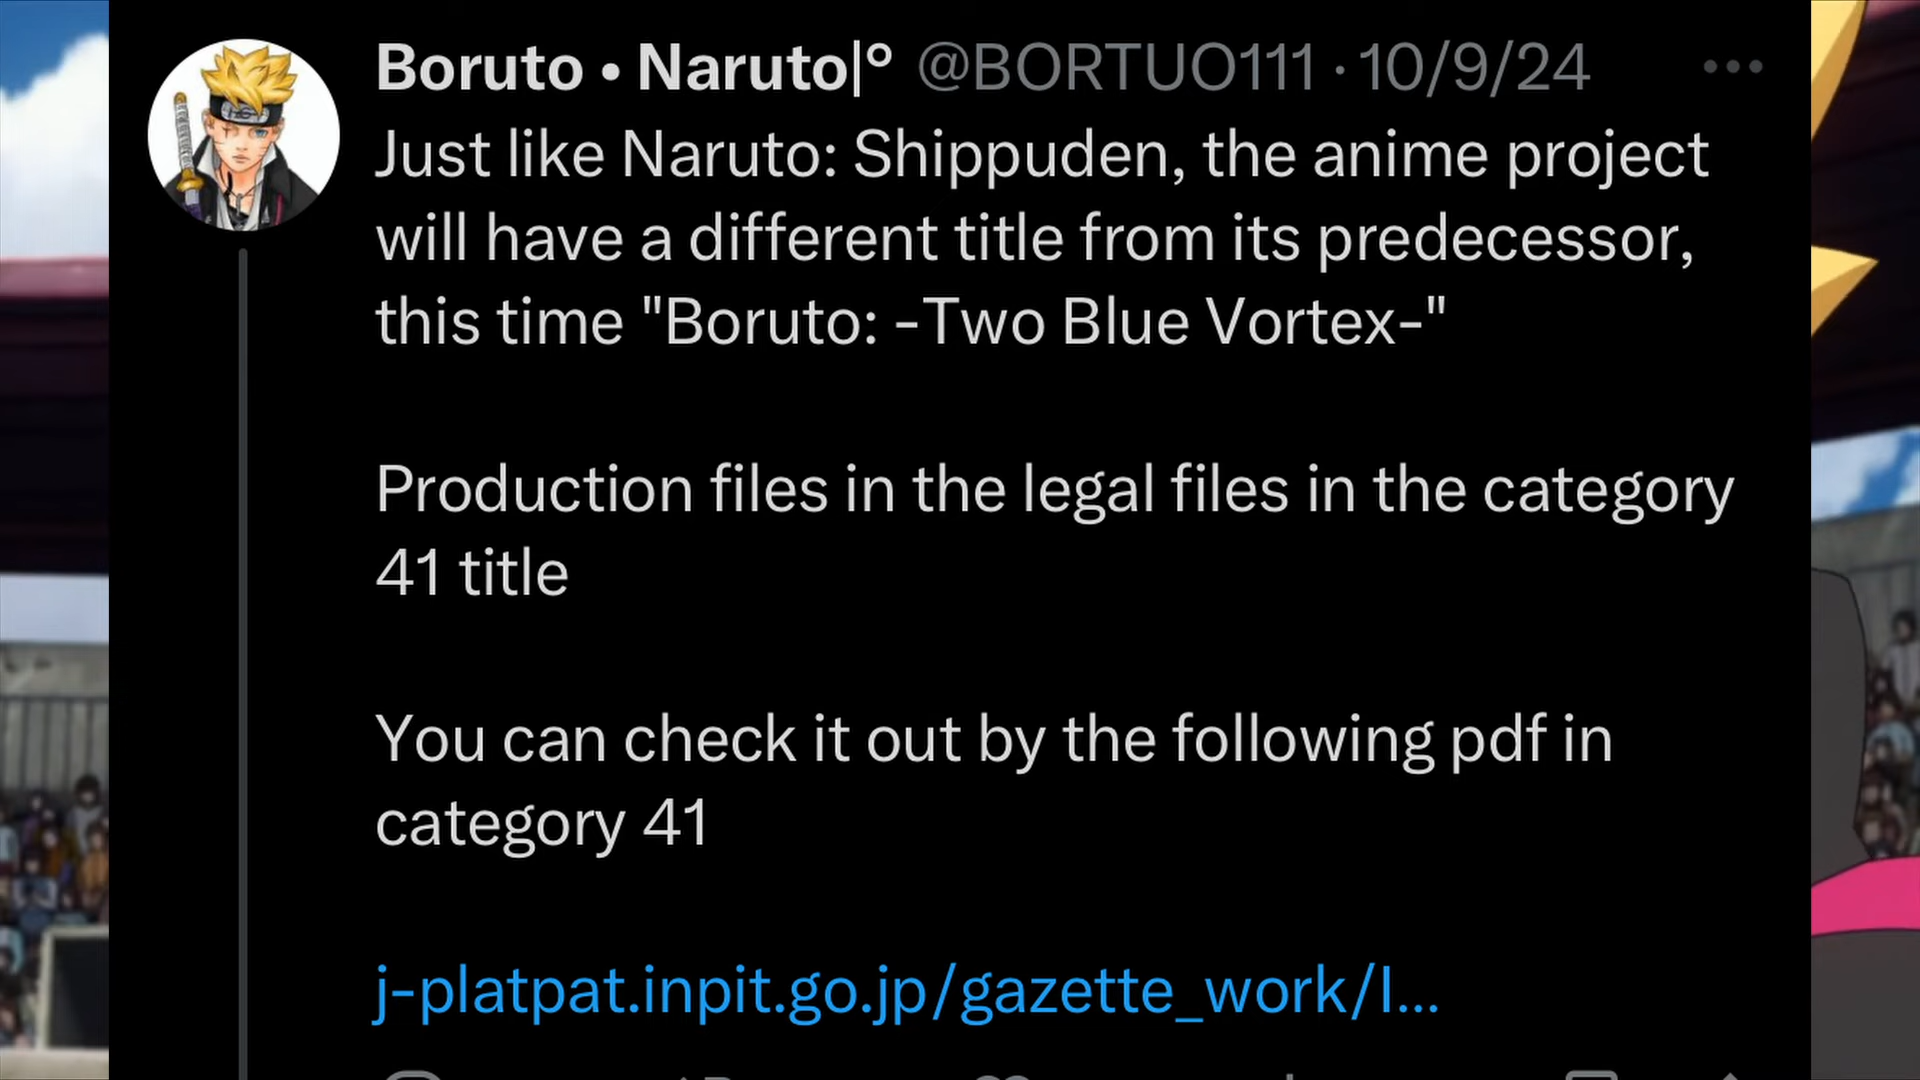 Boruto • Naruto|° @BORTUO111 · 10/9/24
Just like Naruto: Shippuden, the anime project
will have a different title from its predecessor,
this time "Boruto: -Two Blue Vortex-"
Production files in the legal files in the category
41 title
You can check it out by the following pdf in
category 41
j-platpat.inpit.go.jp/gazette_work/I...